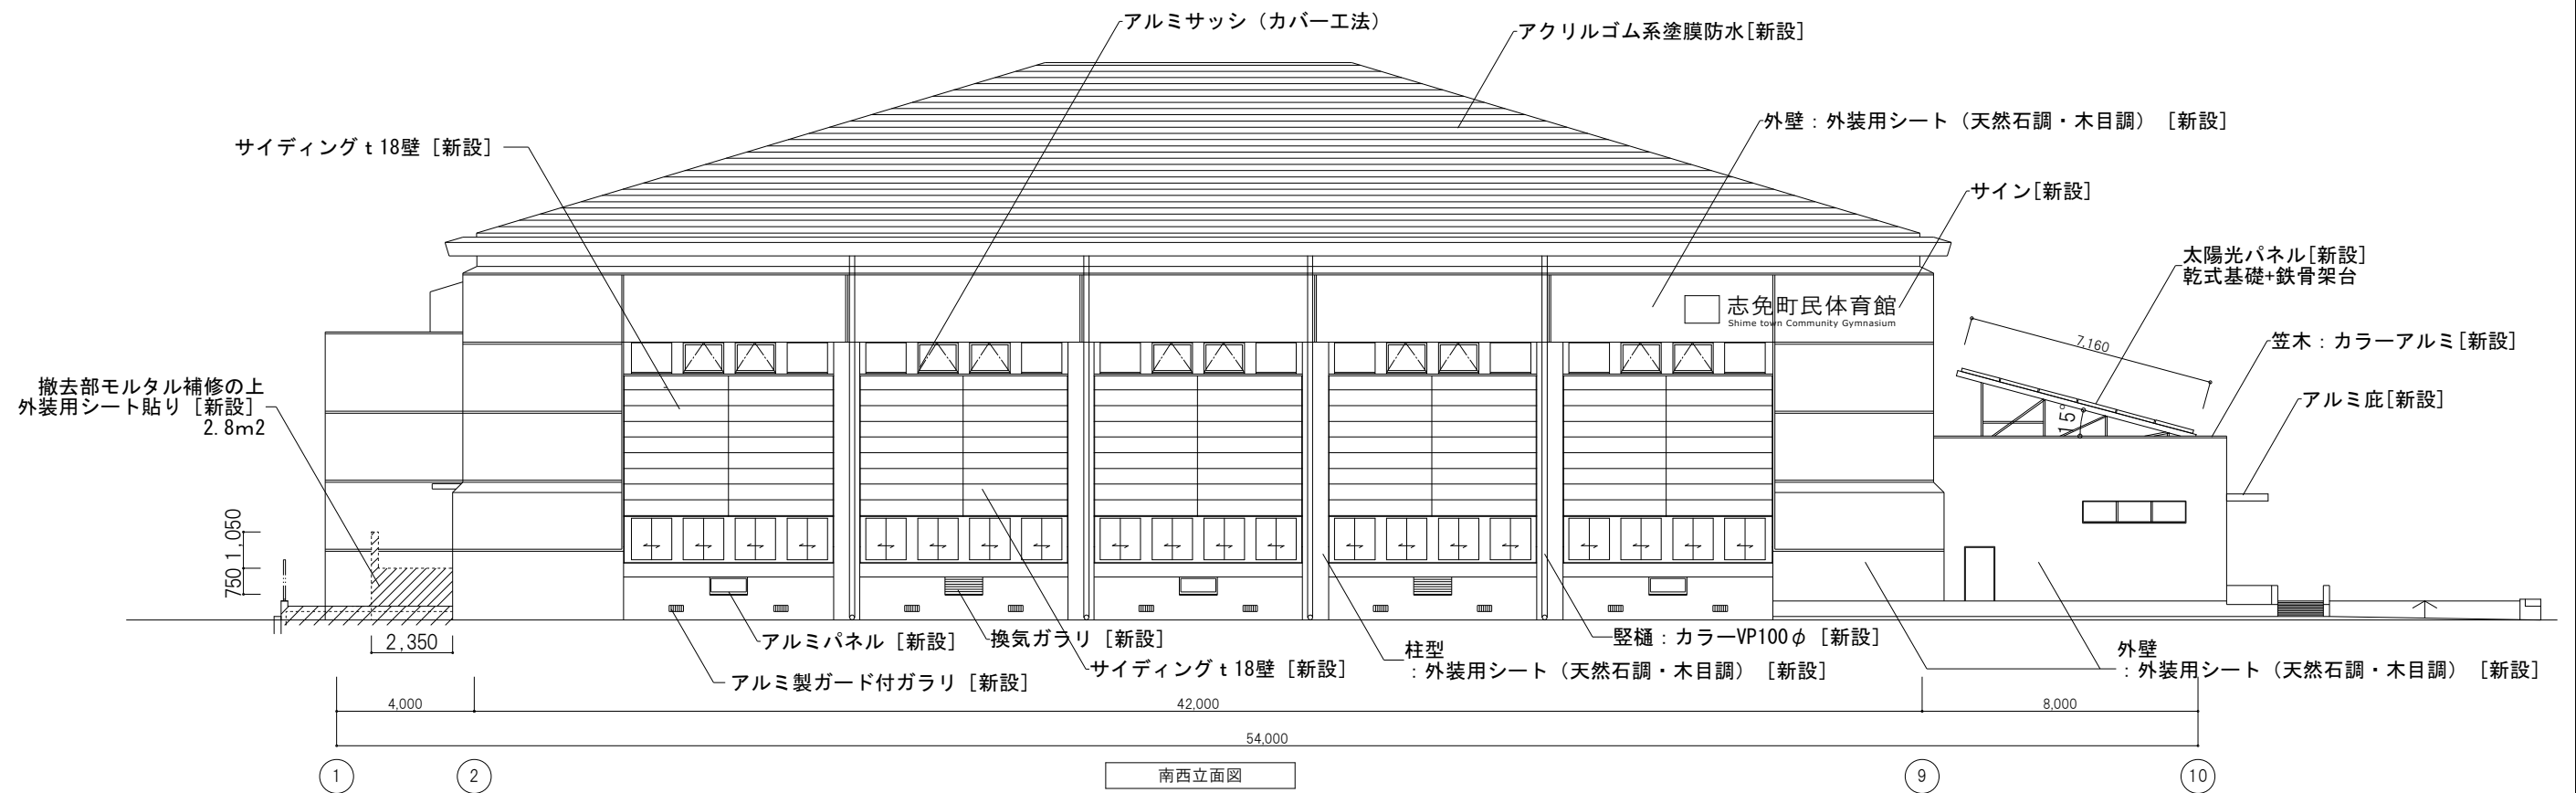 アルミサッシ（カバー工法）
アクリルゴム系塗膜防水[新設]
外壁：外装用シート（天然石調・木目調）［新設］
サイディングｔ18壁［新設］
サイン[新設]
太陽光パネル[新設]
乾式基礎+鉄骨架台
志免町民体育館
Shime town Community Gymnasium
7,160
笠木：カラーアルミ[新設]
撤去部モルタル補修の上
外装用シート貼り［新設］
2.8m2
アルミ庇[新設]
15°
1,050
750
2,350
アルミパネル［新設］
換気ガラリ［新設］
竪樋：カラーVP100φ［新設］
柱型
：外装用シート（天然石調・木目調）［新設］
外壁
：外装用シート（天然石調・木目調）［新設］
サイディングｔ18壁［新設］
アルミ製ガード付ガラリ［新設］
4,000
42,000
8,000
54,000
1
2
南西立面図
9
10